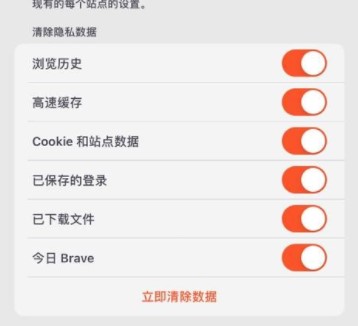 现有的每个站点的设置。
清除隐私数据
浏览历史
高速缓存
Cookie 和站点数据
已保存的登录
已下载文件
今日 Brave
立即清除数据